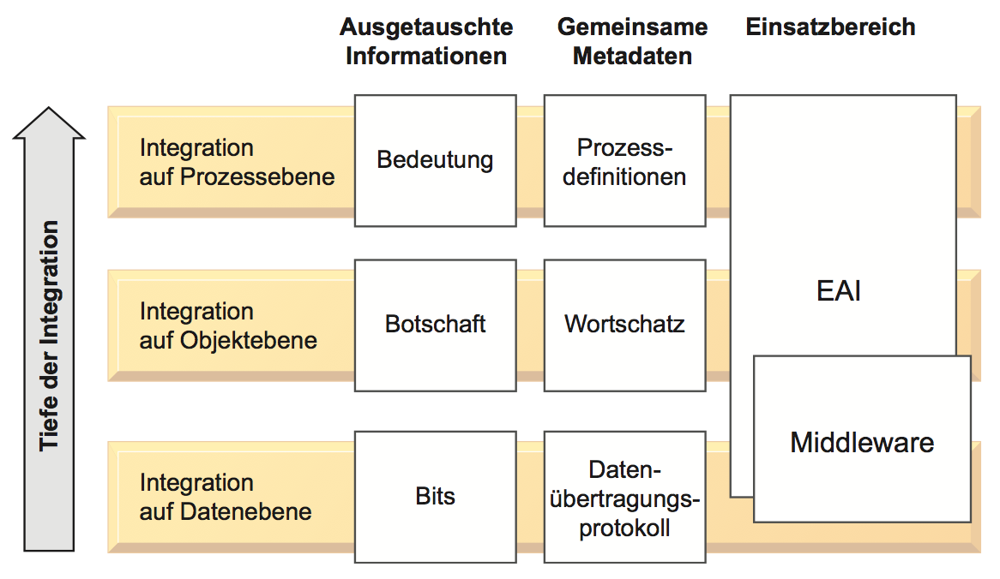 Ausgetauschte
Informationen
Gemeinsame
Metadaten
Einsatzbereich
Tiefe der Integration
Integration
auf Prozessebene
Bedeutung
Prozess-
definitionen
EAI
Integration
auf Objektebene
Botschaft
Wortschatz
Middleware
Integration
auf Datenebene
Bits
Daten-
übertragungs-
protokoll